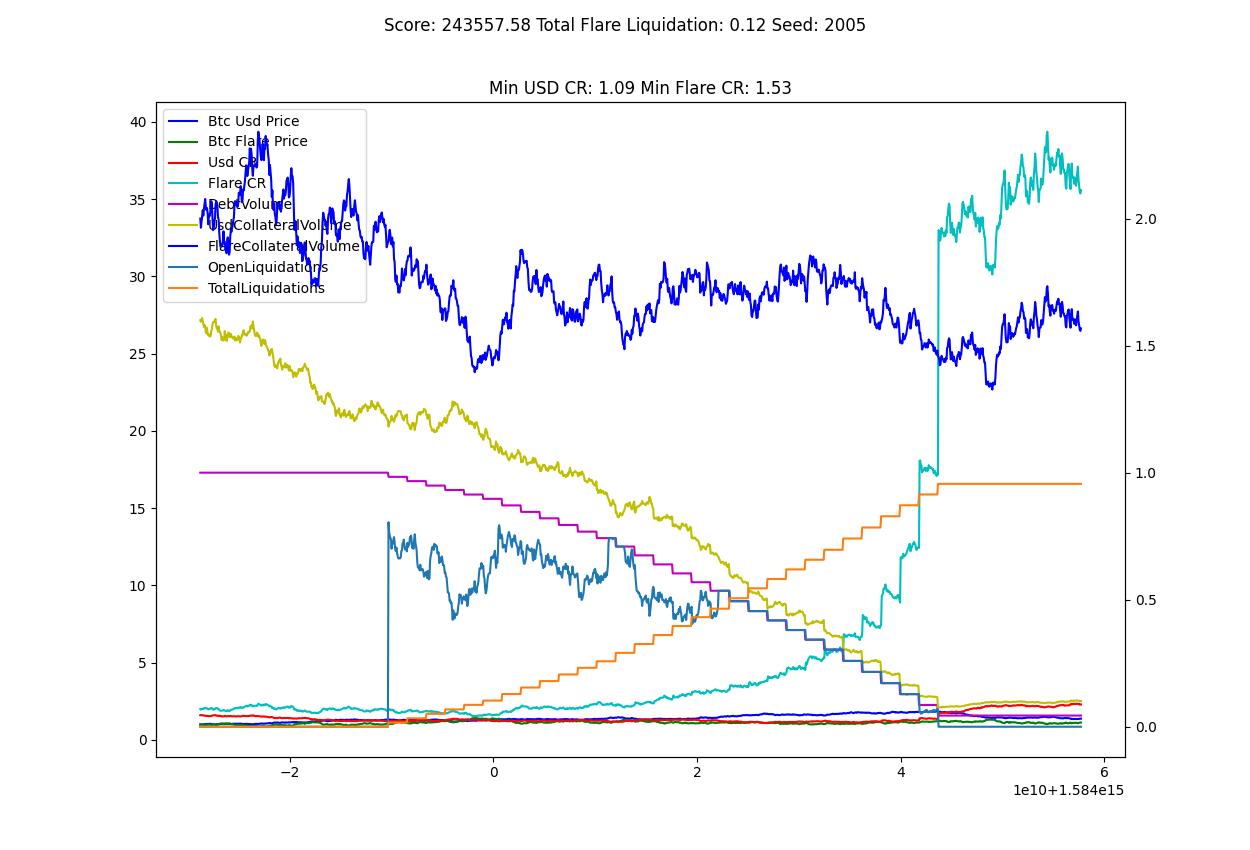 Score: 243557.58 Total Flare Liquidation: 0.12 Seed: 2005
Min USD CR: 1.09 Min Flare CR: 1.53
Btc Usd Price
Btc Flare Price
Usd CR
Flare CR
DebtVolume
UsdCollateralVolume
FlareCollateralVolume
OpenLiquidations
TotalLiquidations
40
35
30
25
20
15
10
5
0
2.0
1.5
1.0
0.5
0.0
−2
0
2
4
6
1e10+1.584e15